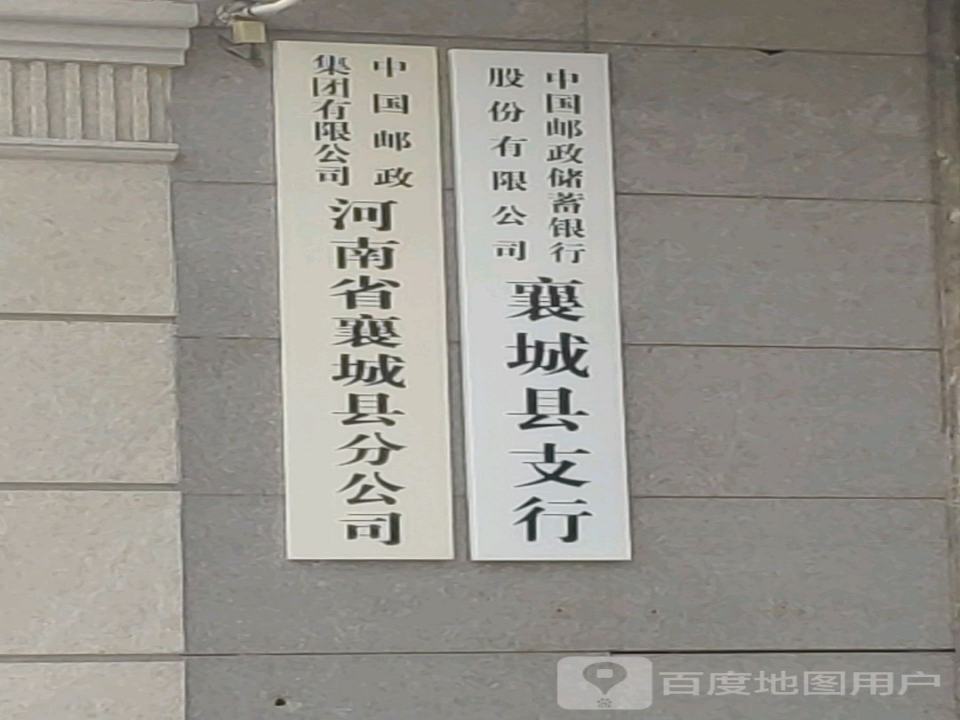 中国邮政
集团有限公司
河南省襄城县分公司
中国邮政储蓄银行
股份有限公司
襄城县支行
百度地图用户